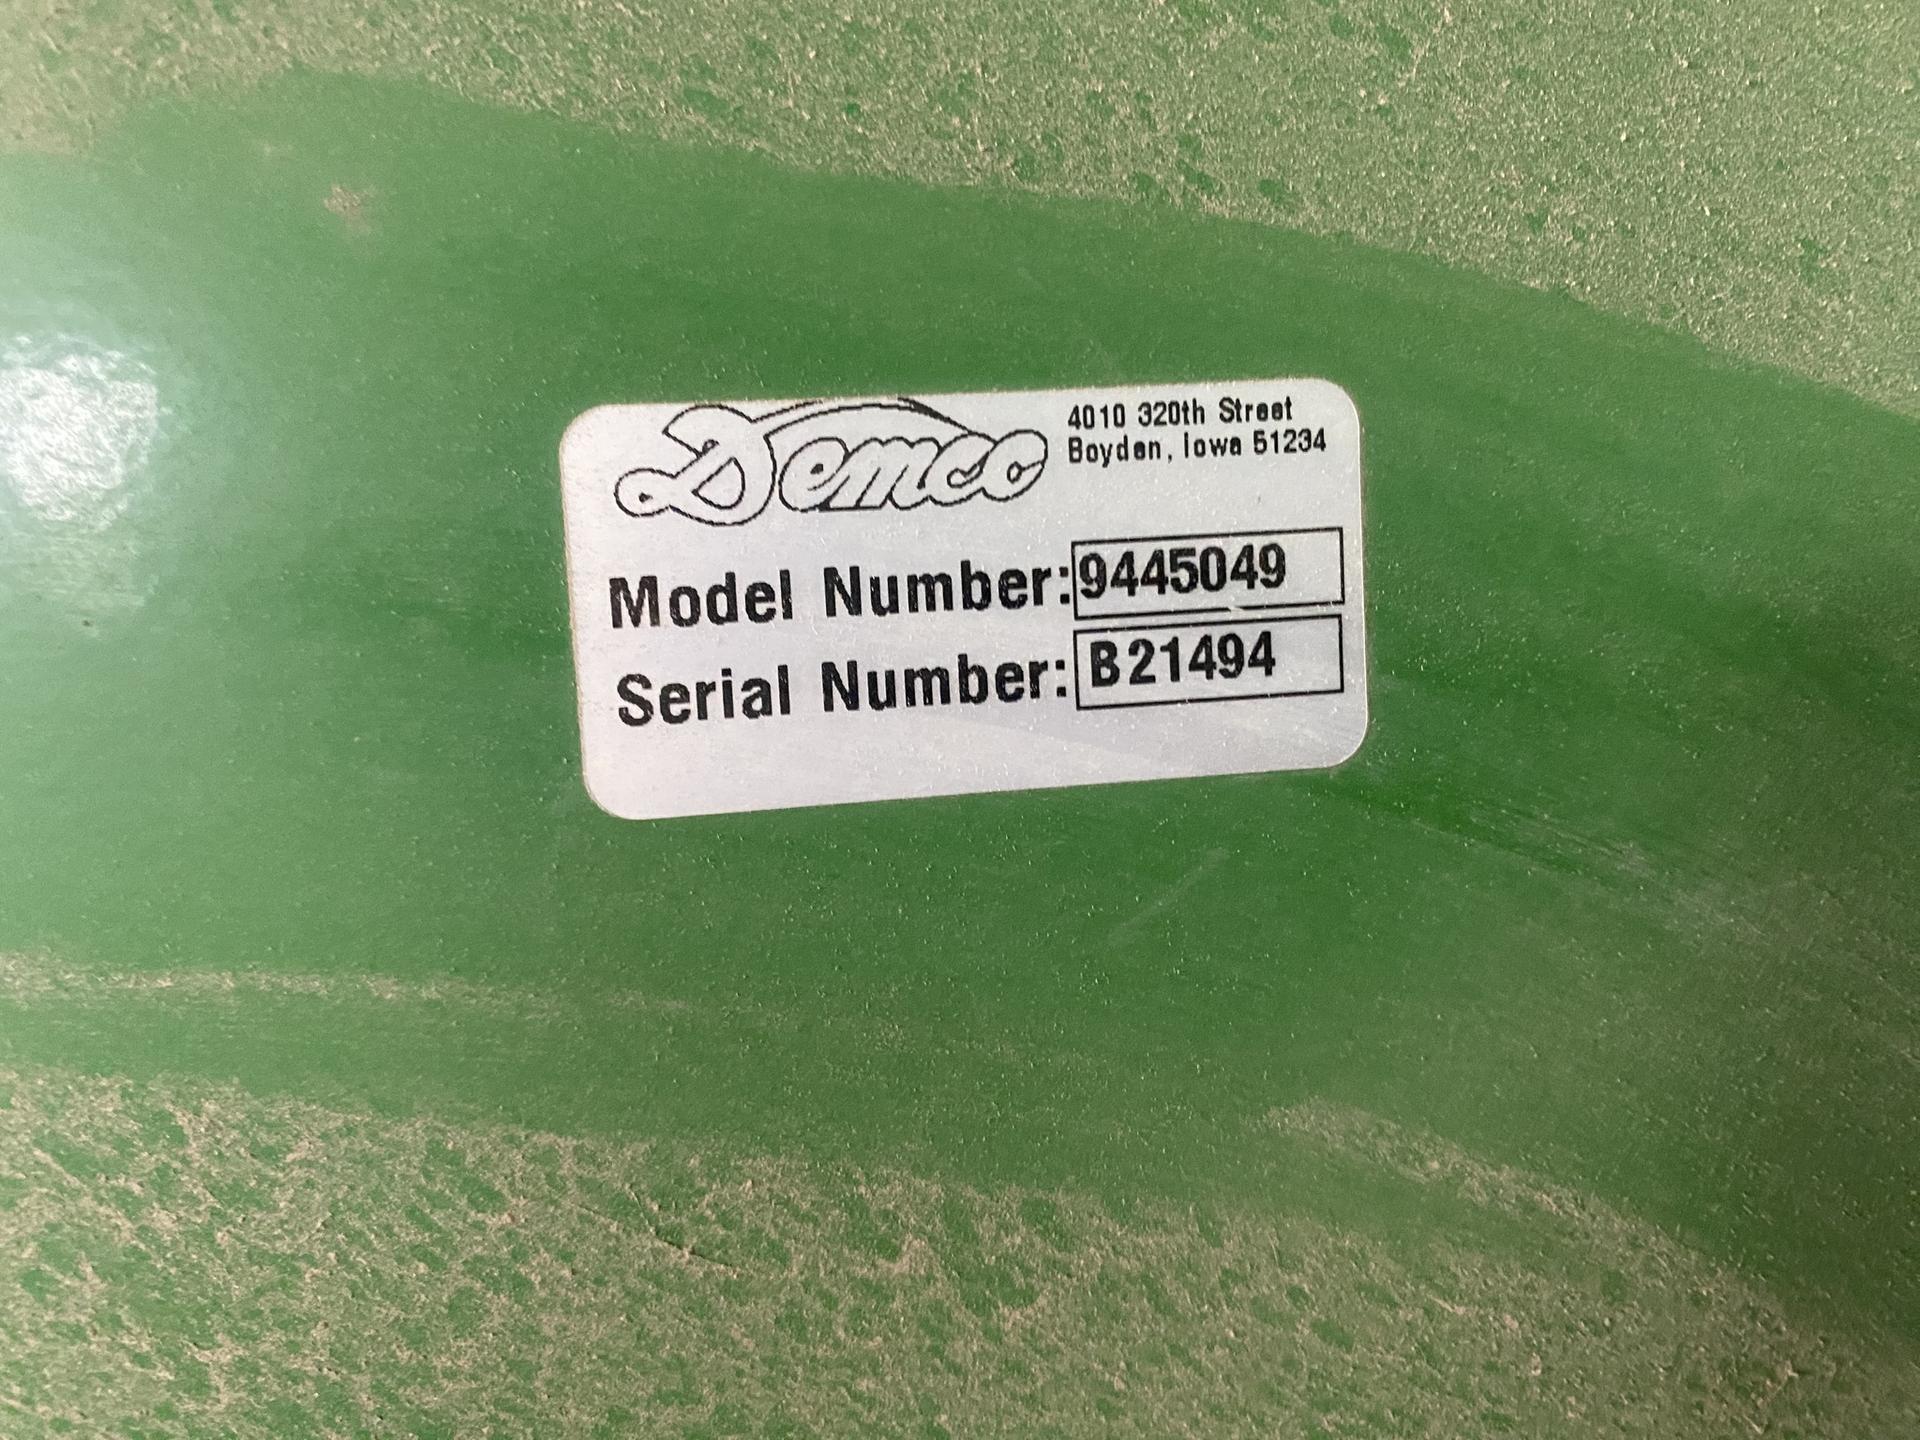 Demco
4010 320th Street
Boyden, Iowa 51234
Model Number: 9445049
Serial Number: B21494